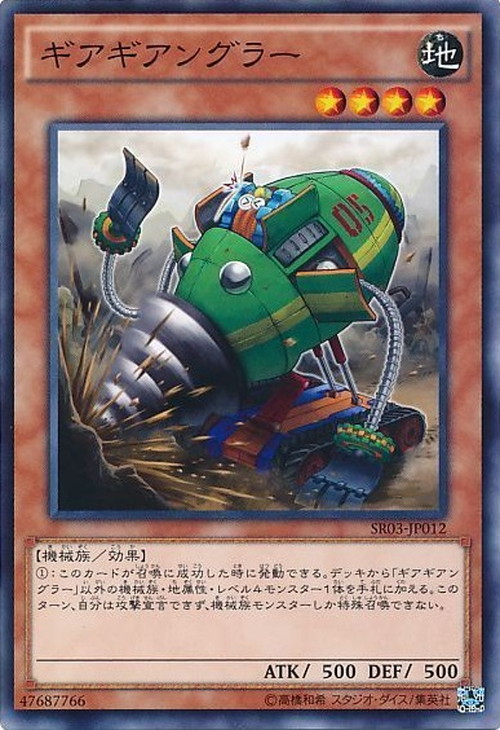 ギアギアングラー
地
05
SR03-JP012
【機械族／効果】
①：このカードが召喚に成功した時に発動できる。デッキから「ギアギアン
グラー」以外の機械族・地属性・レベル４モンスター１体を手札に加える。この
ターン、自分は攻撃宣言できず、機械族モンスターしか特殊召喚できない。
ATK/ 500 DEF/ 500
47687766
©高橋和希 スタジオ・ダイス/集英社